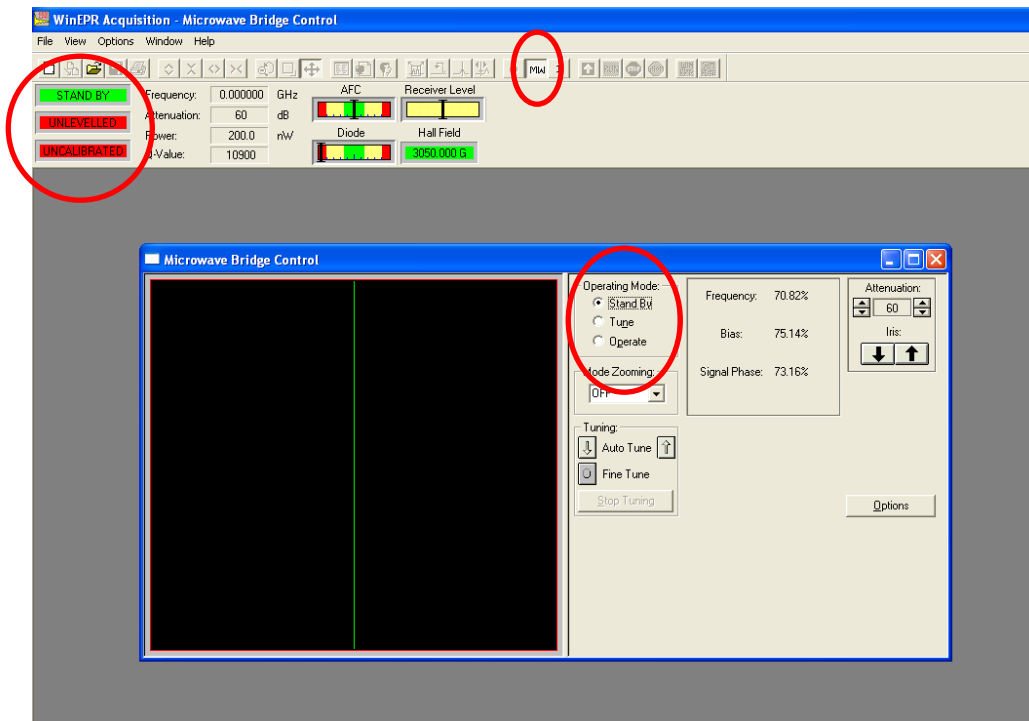 WinEPR Acquisition - Microwave Bridge Control
File View Options Window Help
MW
STAND BY Frequency: 0.000000 GHz AFC Receiver Level
UNLEVELLED Attenuation: 60 dB
Power: 200.0 nW Diode Hall Field
UNCALIBRATED Q-Value: 10900 3050.000 G
Microwave Bridge Control
Operating Mode: Frequency: 70.82% Attenuation:
Stand By 60
Tune Bias: 75.14% Iris:
Operate
Mode Zooming: Signal Phase: 73.16%
OFF
Tuning:
Auto Tune
Fine Tune
Stop Tuning Options